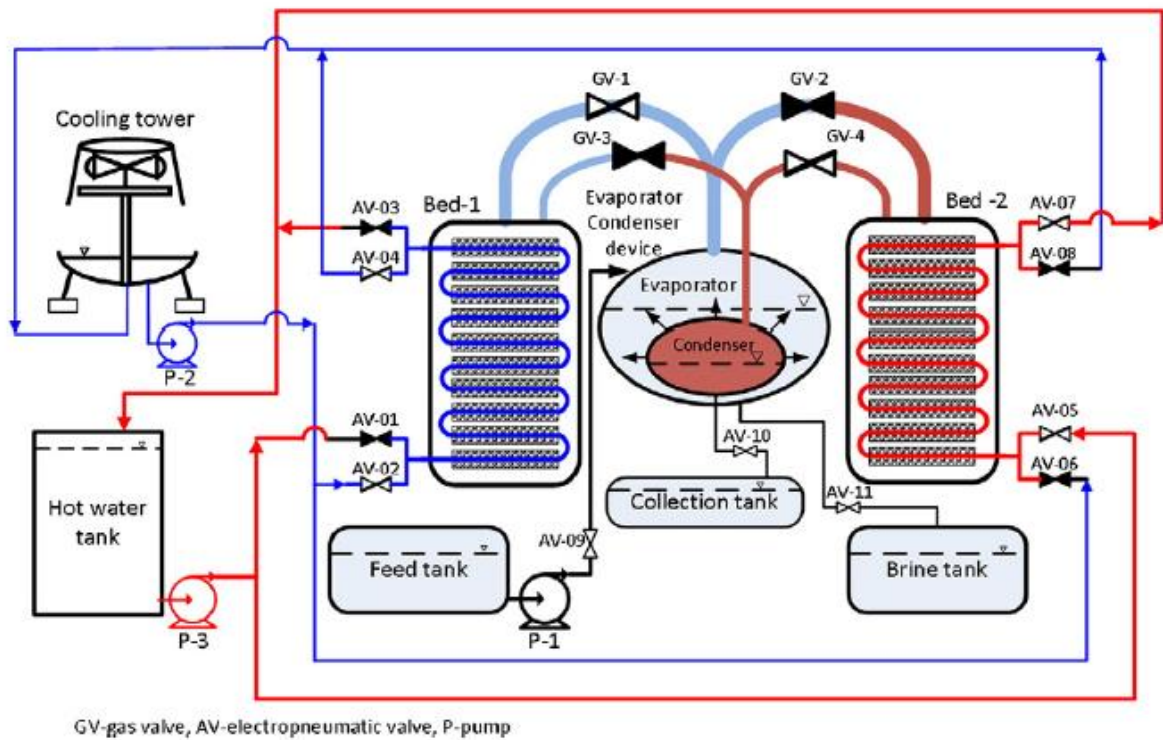 GV-1
GV-2
Cooling tower
GV-3
GV-4
Evaporator
Condenser
device
AV-03
Bed-1
Bed -2
AV-07
AV-04
AV-08
Evaporator
Condenser
P-2
AV-01
AV-05
AV-02
AV-10
AV-06
Hot water
tank
Collection tank
AV-11
AV-09
Feed tank
Brine tank
P-3
P-1
GV-gas valve, AV-electropneumatic valve, P-pump